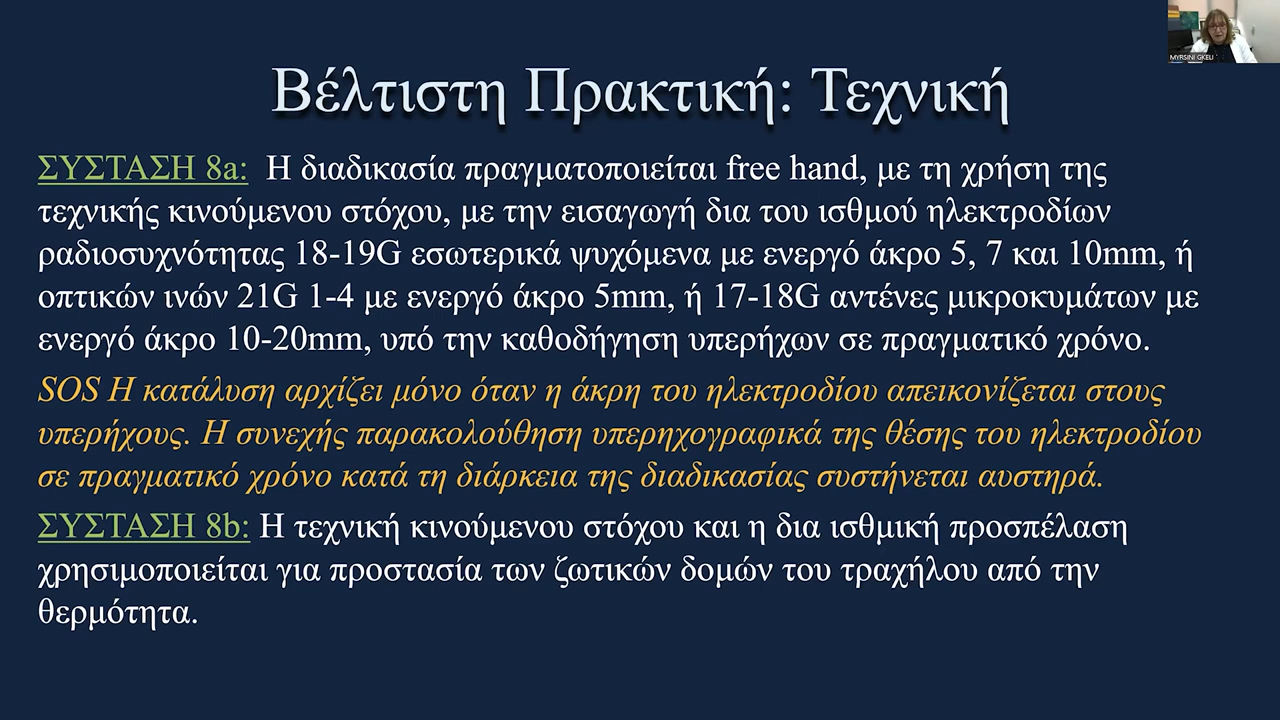 MYRSINI GKELI
Βέλτιστη Πρακτική: Τεχνική
ΣΥΣΤΑΣΗ 8a: Η διαδικασία πραγματοποιείται free hand, με τη χρήση της
τεχνικής κινούμενου στόχου, με την εισαγωγή δια του ισθμού ηλεκτροδίων
ραδιοσυχνότητας 18-19G εσωτερικά ψυχόμενα με ενεργό άκρο 5, 7 και 10mm, ή
οπτικών ινών 21G 1-4 με ενεργό άκρο 5mm, ή 17-18G αντένες μικροκυμάτων με
ενεργό άκρο 10-20mm, υπό την καθοδήγηση υπερήχων σε πραγματικό χρόνο.
SOS Η κατάλυση αρχίζει μόνο όταν η άκρη του ηλεκτροδίου απεικονίζεται στους
υπερήχους. Η συνεχής παρακολούθηση υπερηχογραφικά της θέσης του ηλεκτροδίου
σε πραγματικό χρόνο κατά τη διάρκεια της διαδικασίας συστήνεται αυστηρά.
ΣΥΣΤΑΣΗ 8b: Η τεχνική κινούμενου στόχου και η δια ισθμική προσπέλαση
χρησιμοποιείται για προστασία των ζωτικών δομών του τραχήλου από την
θερμότητα.